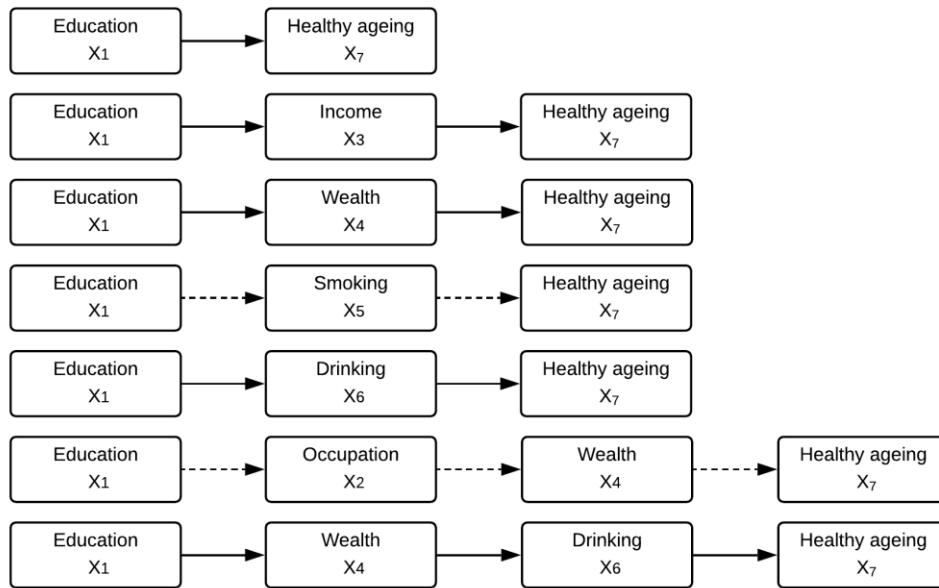 Education Healthy ageing
X1 X7
Education Income Healthy ageing
X1 X3 X7
Education Wealth Healthy ageing
X1 X4 X7
Education Smoking Healthy ageing
X1 X5 X7
Education Drinking Healthy ageing
X1 X6 X7
Education Occupation Wealth Healthy ageing
X1 X2 X4 X7
Education Wealth Drinking Healthy ageing
X1 X4 X6 X7